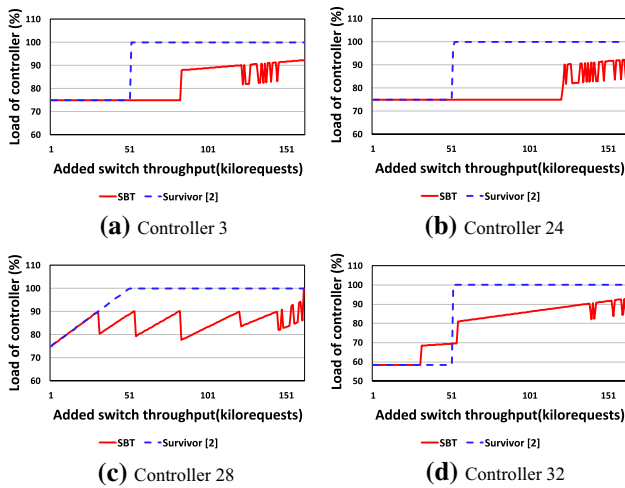 110
100
90
80
70
60
Load of controller (%)
1 51 101 151
Added switch throughput(kilorequests)
SBT Survivor [2]
(a) Controller 3
110
100
90
80
70
60
Load of controller (%)
1 51 101 151
Added switch throughput(kilorequests)
SBT Survivor [2]
(b) Controller 24
110
100
90
80
70
60
Load of controller (%)
1 51 101 151
Added switch throughput(kilorequests)
SBT Survivor [2]
(c) Controller 28
110
100
90
80
70
60
50
Load of controller (%)
1 51 101 151
Added switch throughput(kilorequests)
SBT Survivor [2]
(d) Controller 32